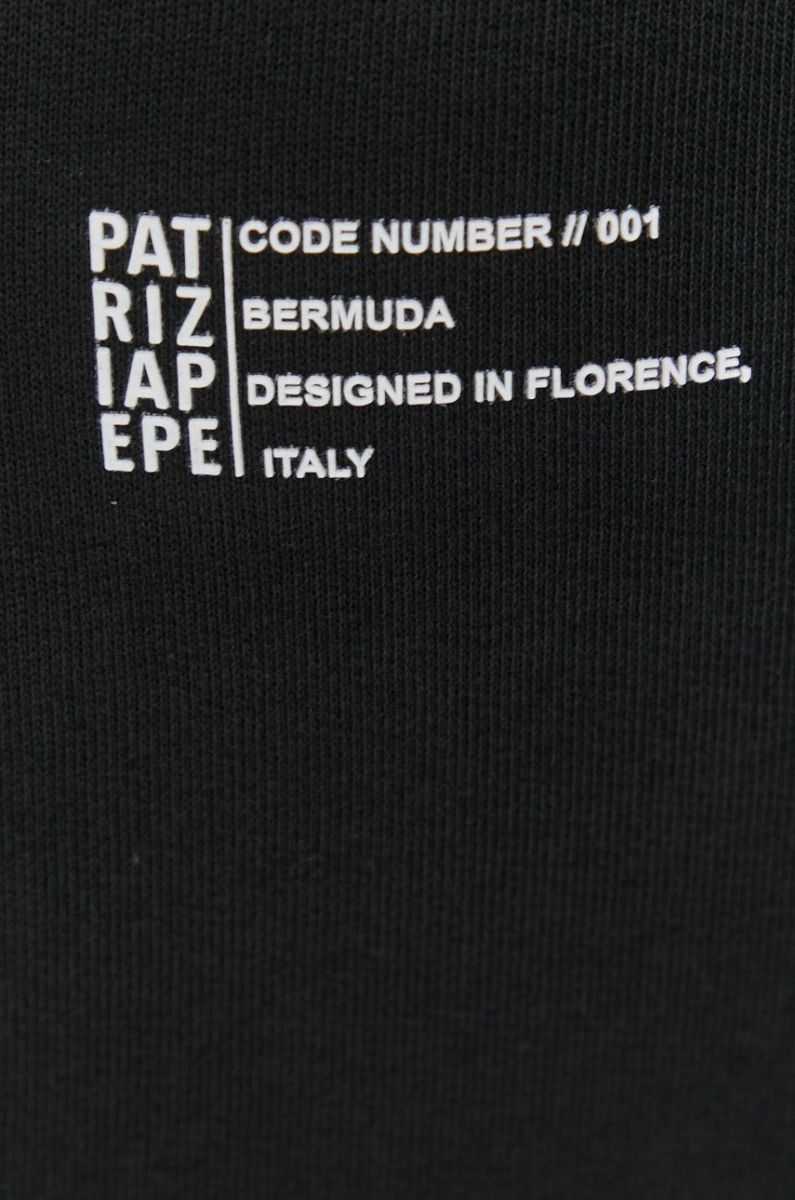 PAT
RIZ
IAP
EPE
CODE NUMBER // 001
BERMUDA
DESIGNED IN FLORENCE,
ITALY